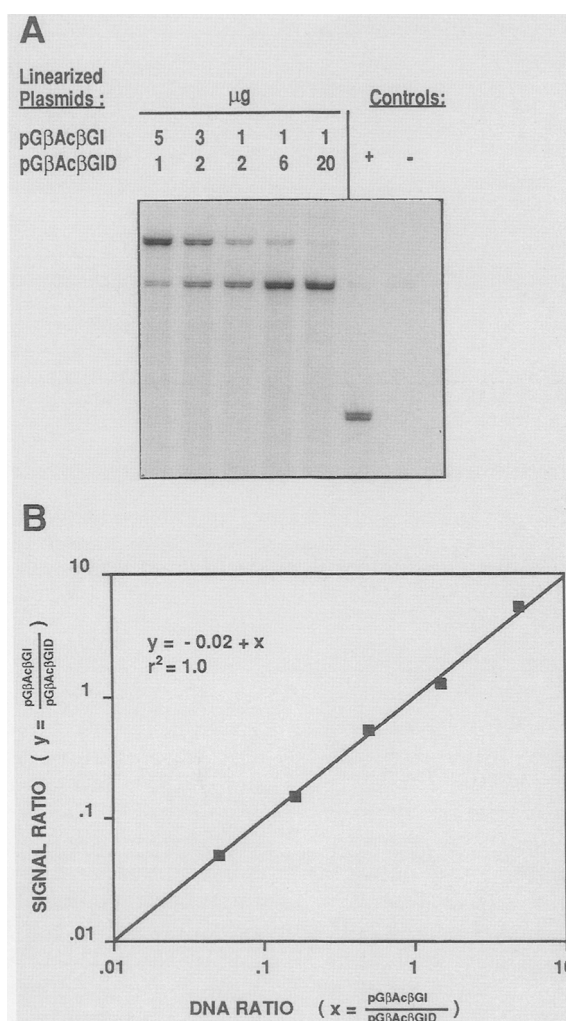 A
Linearized
Plasmids : μg Controls:
pGβAcβGI 5 3 1 1 1
pGβAcβGID 1 2 2 6 20 + -
B
10
1
.1
.01
y = - 0.02 + x
r² = 1.0
SIGNAL RATIO ( y = pGβAcβGI / pGβAcβGID )
.01 .1 1 10
DNA RATIO ( x = pGβAcβGI / pGβAcβGID )